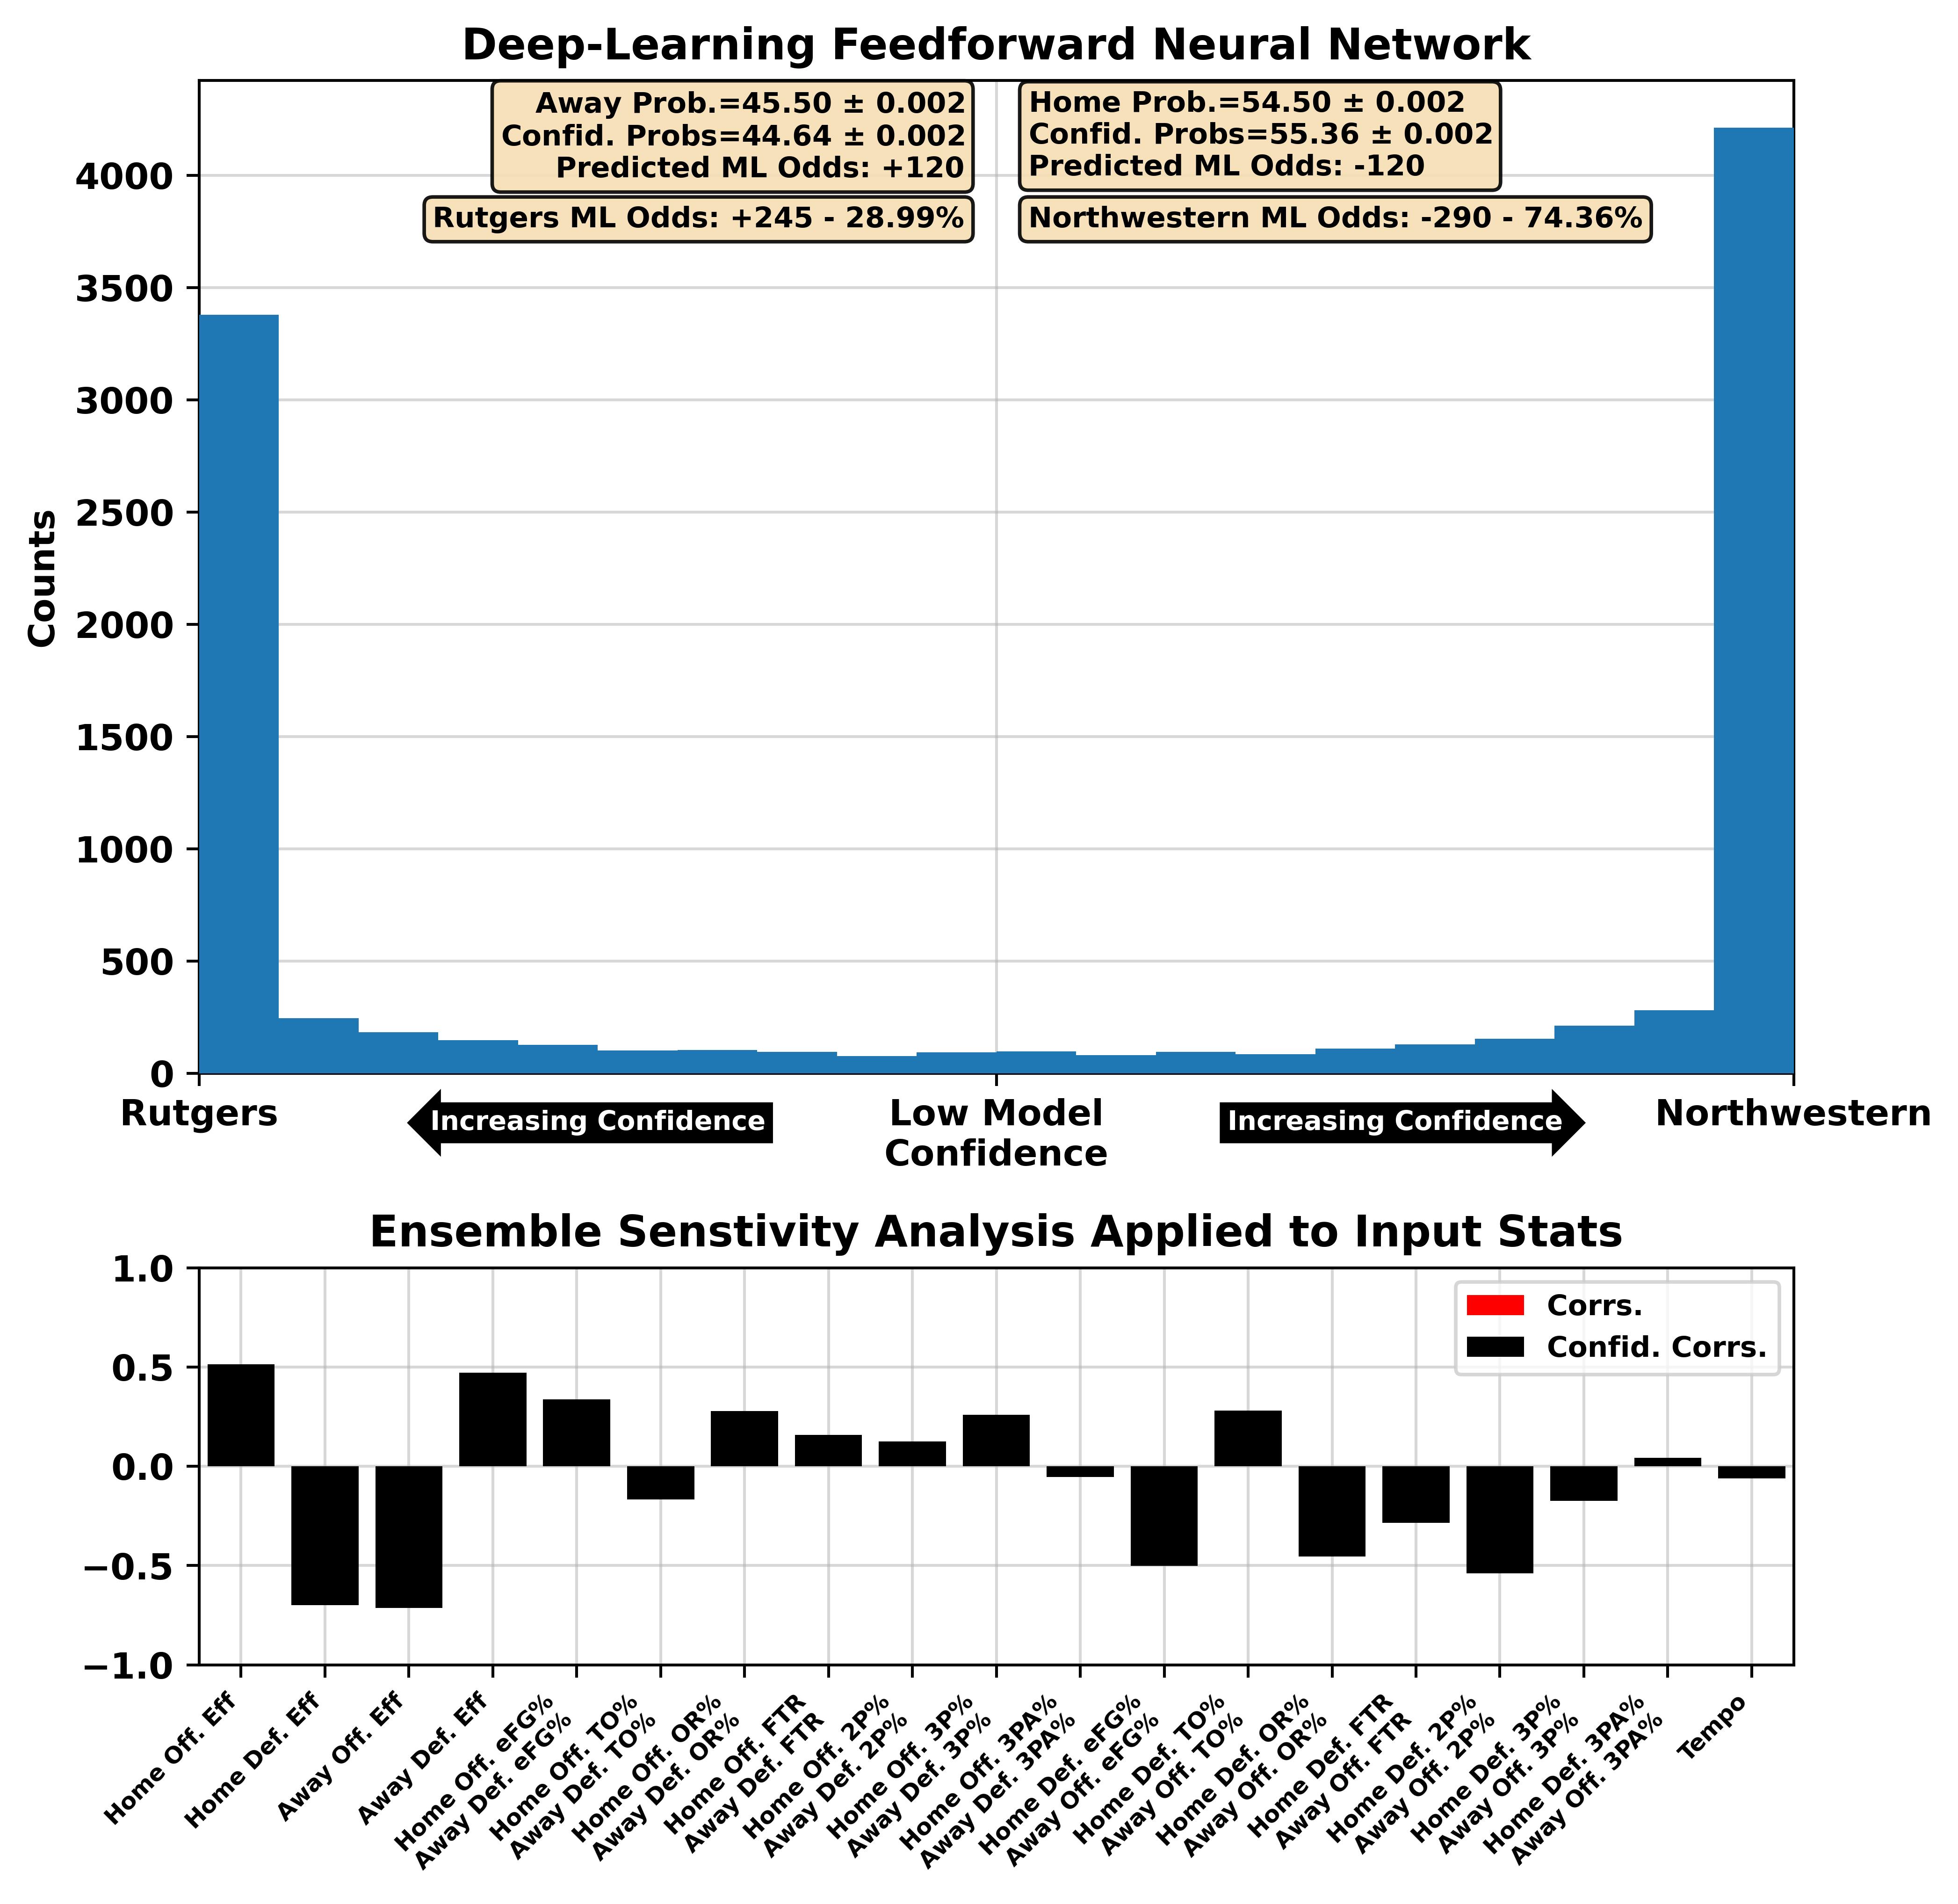 Deep-Learning Feedforward Neural Network
Away Prob.=45.50 ± 0.002
Confid. Probs=44.64 ± 0.002
Predicted ML Odds: +120
Rutgers ML Odds: +245 - 28.99%
Home Prob.=54.50 ± 0.002
Confid. Probs=55.36 ± 0.002
Predicted ML Odds: -120
Northwestern ML Odds: -290 - 74.36%
Counts
4000
3500
3000
2500
2000
1500
1000
500
0
Rutgers
Increasing Confidence
Low Model
Confidence
Increasing Confidence
Northwestern
Ensemble Senstivity Analysis Applied to Input Stats
1.0
0.5
0.0
−0.5
−1.0
Corrs.
Confid. Corrs.
Home Off. Eff
Home Def. Eff
Away Off. Eff
Away Def. Eff
Home Off. eFG%
Away Def. eFG%
Home Off. TO%
Away Def. TO%
Home Off. OR%
Away Def. OR%
Home Off. FTR
Away Def. FTR
Home Off. 2P%
Away Def. 2P%
Home Off. 3P%
Away Def. 3P%
Home Off. 3PA%
Away Def. 3PA%
Home Def. eFG%
Away Off. eFG%
Home Def. TO%
Away Off. TO%
Home Def. OR%
Away Off. OR%
Home Def. FTR
Away Off. FTR
Home Def. 2P%
Away Off. 2P%
Home Def. 3P%
Away Off. 3P%
Home Def. 3PA%
Away Off. 3PA%
Tempo